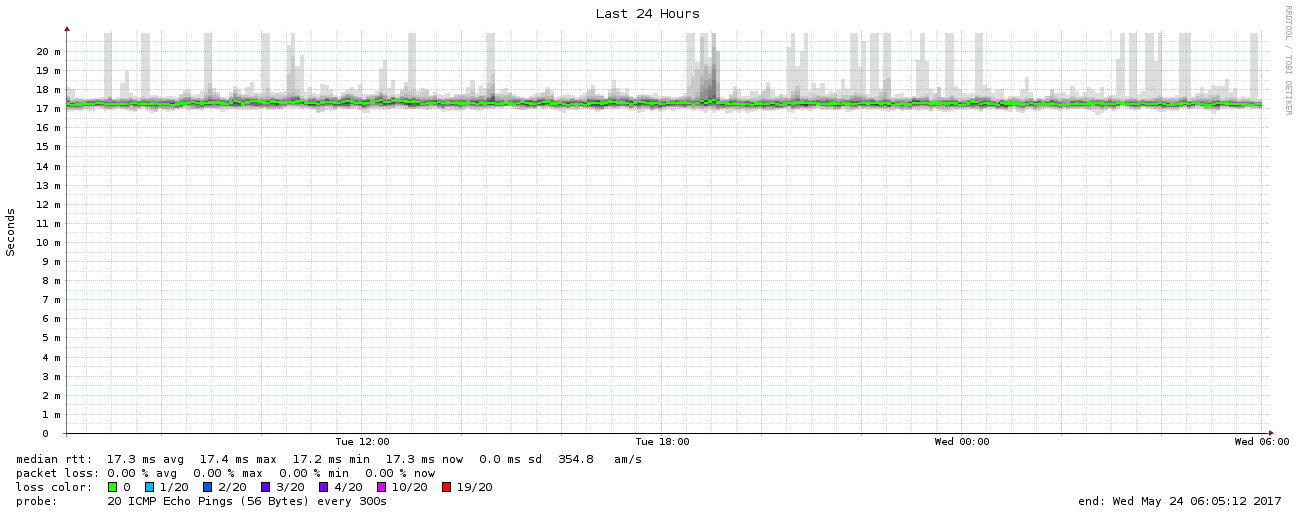 Last 24 Hours
RRDTOOL / TOBI OETIKER
Seconds
20 m
19 m
18 m
17 m
16 m
15 m
14 m
13 m
12 m
11 m
10 m
9 m
8 m
7 m
6 m
5 m
4 m
3 m
2 m
1 m
0
Tue 12:00 Tue 18:00 Wed 00:00 Wed 06:00
median rtt: 17.3 ms avg 17.4 ms max 17.2 ms min 17.3 ms now 0.0 ms sd 354.8 am/s
packet loss: 0.00 % avg 0.00 % max 0.00 % min 0.00 % now
loss color: 0 1/20 2/20 3/20 4/20 10/20 19/20
probe: 20 ICMP Echo Pings (56 Bytes) every 300s end: Wed May 24 06:05:12 2017